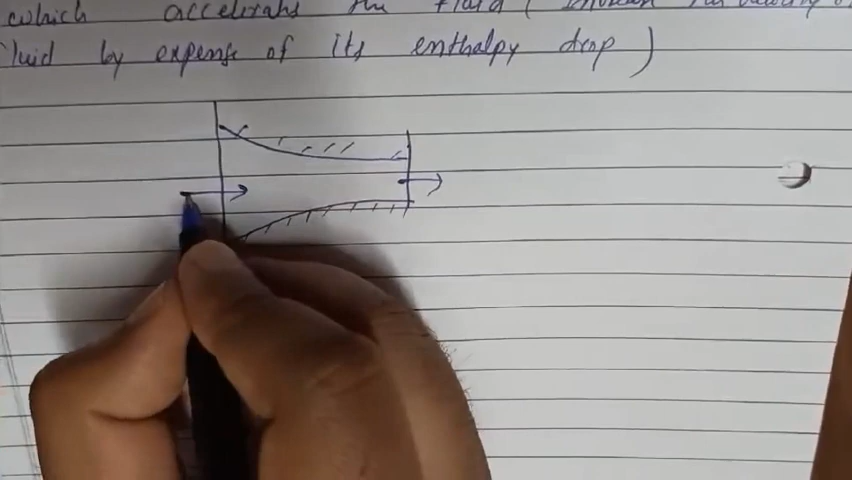 which accelerates the fluid (
fluid by expense of its enthalpy drop )